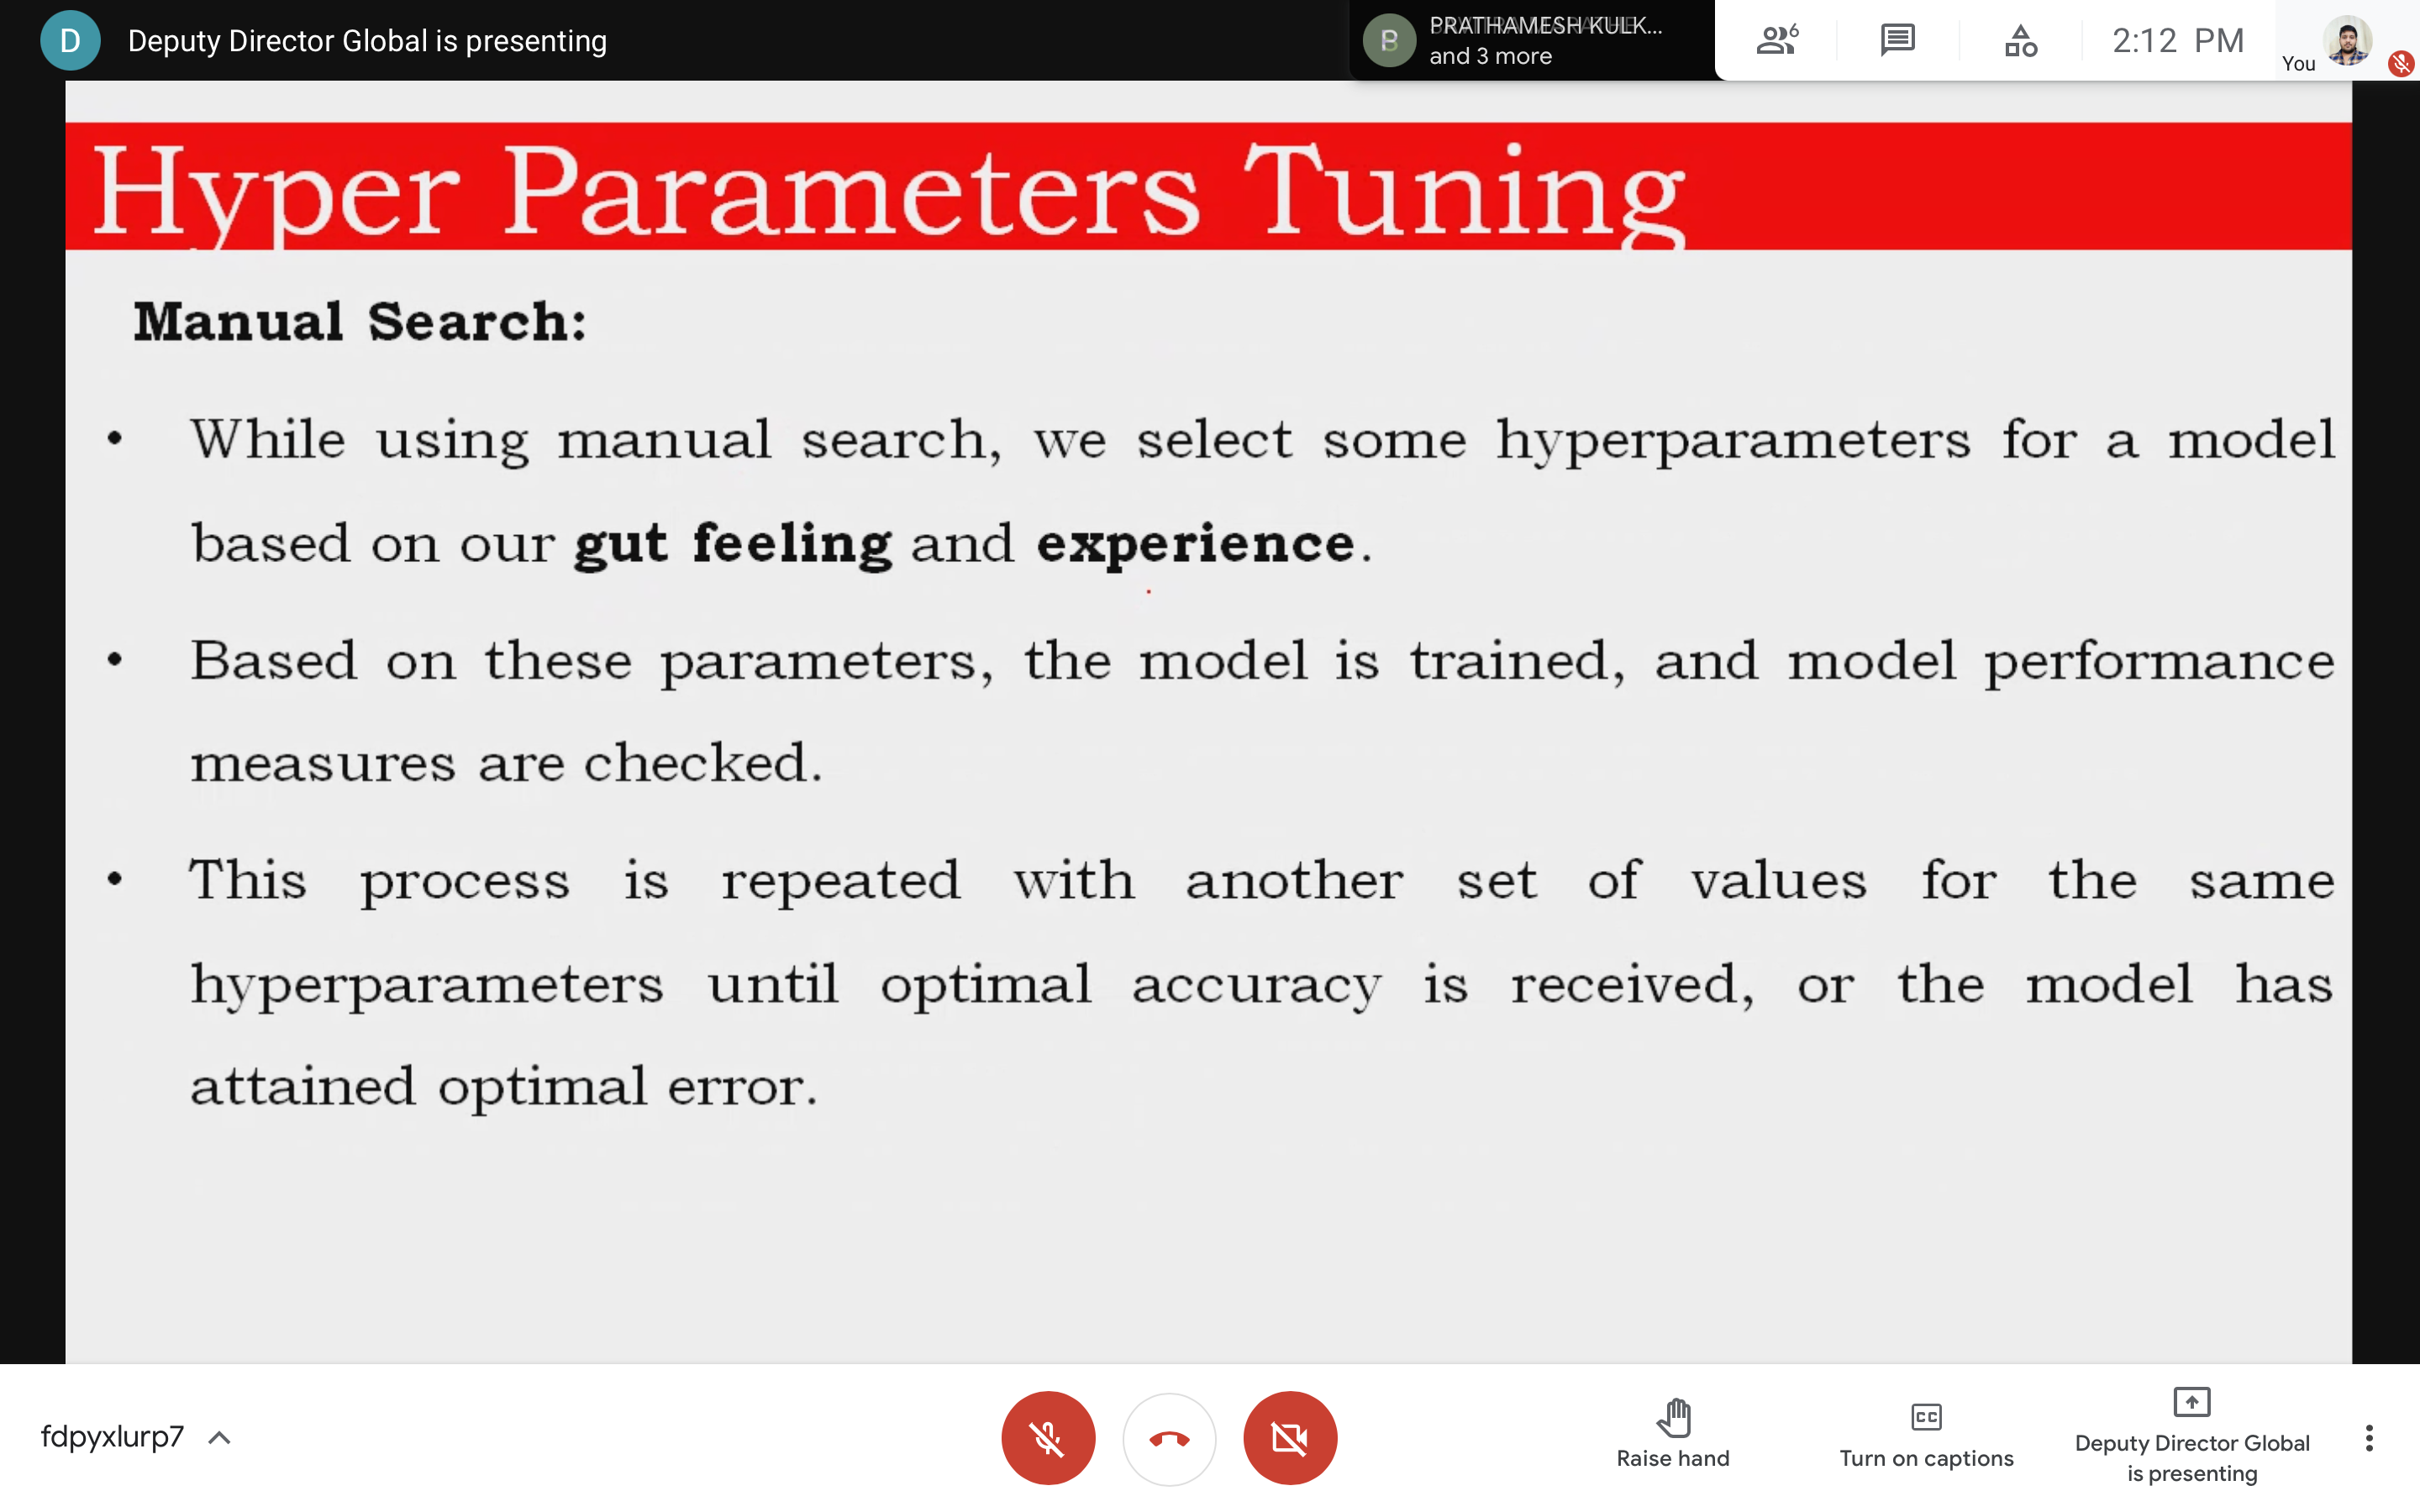 D Deputy Director Global is presenting
B PRATHAMESH KULK...
and 3 more
6
2:12 PM
You
Hyper Parameters Tuning
Manual Search:
• While using manual search, we select some hyperparameters for a model
based on our gut feeling and experience.
• Based on these parameters, the model is trained, and model performance
measures are checked.
• This process is repeated with another set of values for the same
hyperparameters until optimal accuracy is received, or the model has
attained optimal error.
fdpyxlurp7
Raise hand
CC
Turn on captions
Deputy Director Global
is presenting